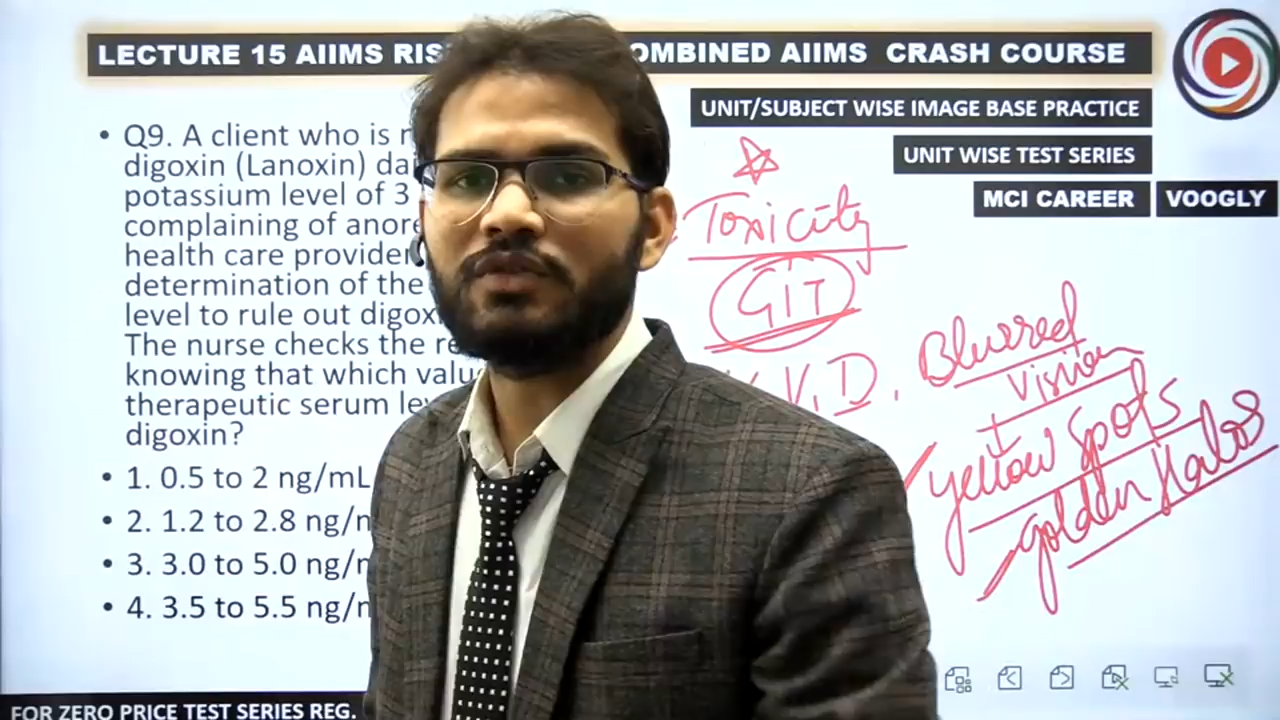 LECTURE 15 AIIMS RIS OMBINED AIIMS CRASH COURSE
UNIT/SUBJECT WISE IMAGE BASE PRACTICE
UNIT WISE TEST SERIES
MCI CAREER VOOGLY
• Q9. A client who is
digoxin (Lanoxin) da
potassium level of 3
complaining of anore
health care provider
determination of the
level to rule out digox
The nurse checks the re
knowing that which valu
therapeutic serum lev
digoxin?
• 1. 0.5 to 2 ng/mL
• 2. 1.2 to 2.8 ng/m
• 3. 3.0 to 5.0 ng/m
• 4. 3.5 to 5.5 ng/m
Toxicity
GIT
V, D, Blurred
Vision
yellow spots
golden Halos
FOR ZERO PRICE TEST SERIES REG.